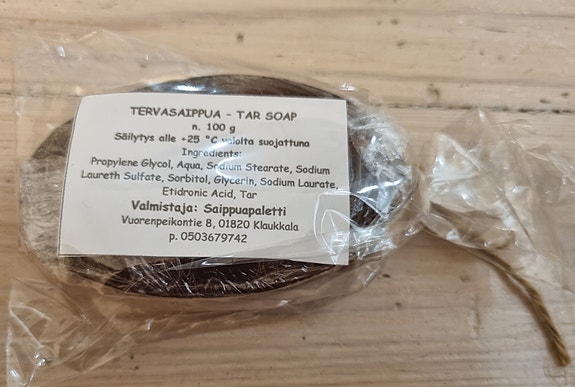 TERVASAIPPUA - TAR SOAP
n. 100 g
Säilytys alle +25 °C valolta suojattuna
Ingredients:
Propylene Glycol, Aqua, Sodium Stearate, Sodium
Laureth Sulfate, Sorbitol, Glycerin, Sodium Laurate,
Etidronic Acid, Tar
Valmistaja: Saippuapaletti
Vuorenpeikontie 8, 01820 Klaukkala
p. 0503679742